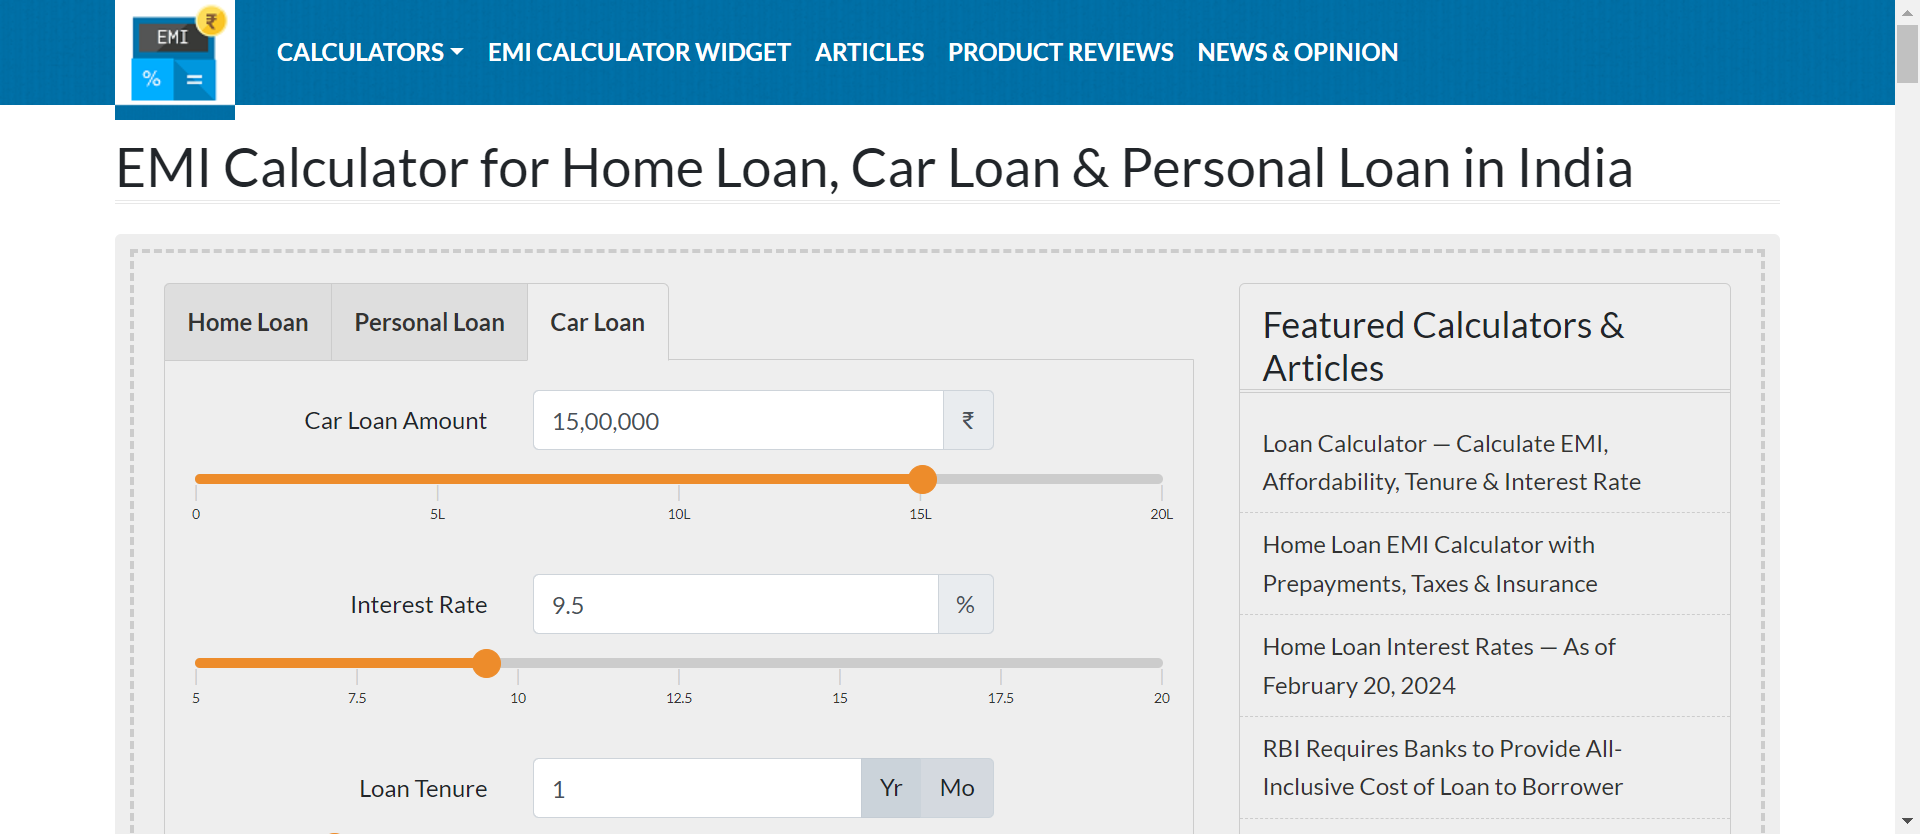 EMI
%
=
₹
CALCULATORS
EMI CALCULATOR WIDGET
ARTICLES
PRODUCT REVIEWS
NEWS & OPINION
EMI Calculator for Home Loan, Car Loan & Personal Loan in India
Home Loan
Personal Loan
Car Loan
Car Loan Amount
15,00,000
₹
0
5L
10L
15L
20L
Interest Rate
9.5
%
5
7.5
10
12.5
15
17.5
20
Loan Tenure
1
Yr
Mo
Featured Calculators &
Articles
Loan Calculator — Calculate EMI,
Affordability, Tenure & Interest Rate
Home Loan EMI Calculator with
Prepayments, Taxes & Insurance
Home Loan Interest Rates — As of
February 20, 2024
RBI Requires Banks to Provide All-
Inclusive Cost of Loan to Borrower